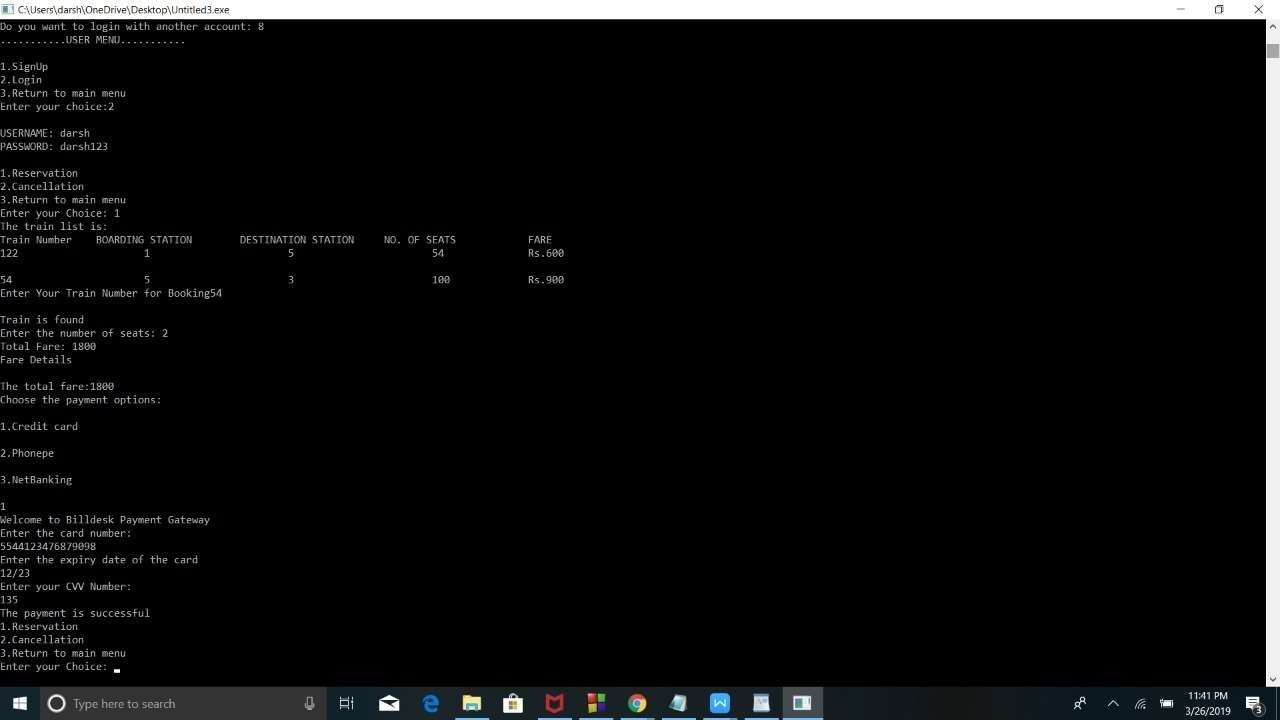 C:\Users\darsh\OneDrive\Desktop\Untitled3.exe
Do you want to login with another account: 8
...........USER MENU...........
1.SignUp
2.Login
3.Return to main menu
Enter your choice:2
USERNAME: darsh
PASSWORD: darsh123
1.Reservation
2.Cancellation
3.Return to main menu
Enter your Choice: 1
The train list is:
Train Number BOARDING STATION DESTINATION STATION NO. OF SEATS FARE
122 1 5 54 Rs.600
54 5 3 100 Rs.900
Enter Your Train Number for Booking54
Train is found
Enter the number of seats: 2
Total Fare: 1800
Fare Details
The total fare:1800
Choose the payment options:
1.Credit card
2.Phonepe
3.NetBanking
1
Welcome to Billdesk Payment Gateway
Enter the card number:
5544123476879098
Enter the expiry date of the card
12/23
Enter your CVV Number:
135
The payment is successful
1.Reservation
2.Cancellation
3.Return to main menu
Enter your Choice:
Type here to search
11:41 PM
3/26/2019
3